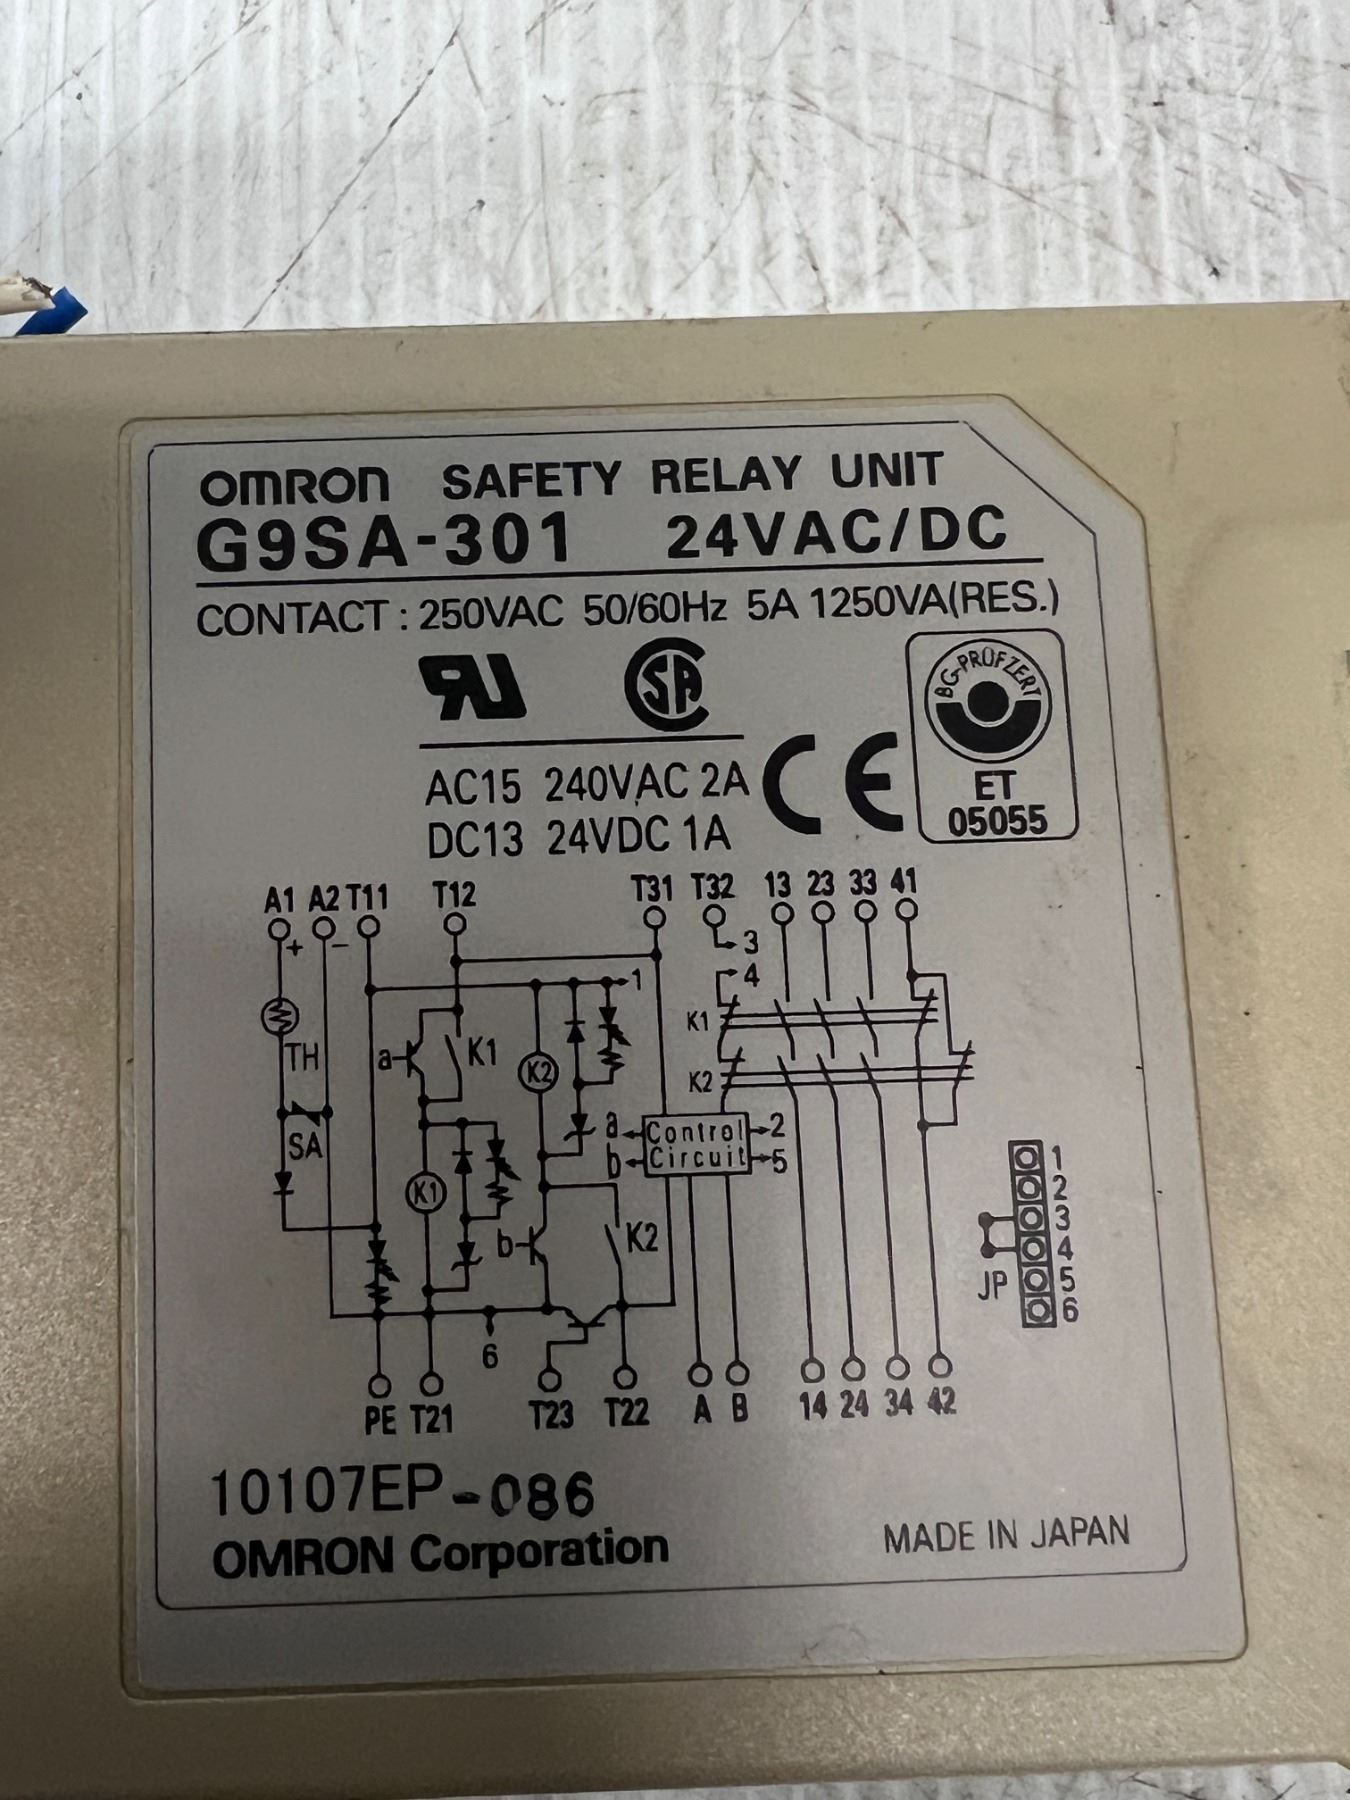 OMRON SAFETY RELAY UNIT
G9SA-301 24VAC/DC
CONTACT : 250VAC 50/60Hz 5A 1250VA(RES.)
BG-PRÜFZERT
ET
05055
RU SA
CE
AC15 240VAC 2A
DC13 24VDC 1A
A1 A2 T11 T12 T31 T32 13 23 33 41
+ − 3
1 4
K1
TH a K1 K2 K2
SA a Control 2
b Circuit 5
K1 b K2
1
2
3
4
5
6
JP
6
PE T21 T23 T22 A B 14 24 34 42
10107EP-086
OMRON Corporation MADE IN JAPAN